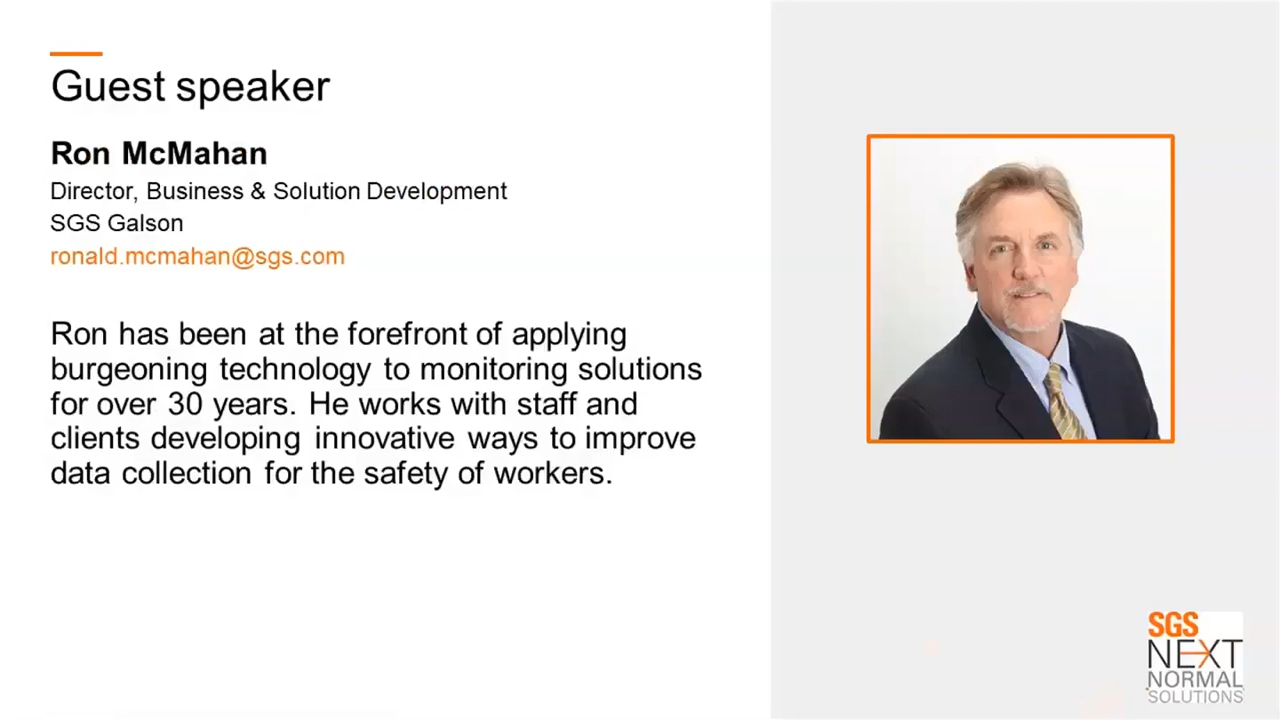 Guest speaker
Ron McMahan
Director, Business & Solution Development
SGS Galson
ronald.mcmahan@sgs.com
Ron has been at the forefront of applying
burgeoning technology to monitoring solutions
for over 30 years. He works with staff and
clients developing innovative ways to improve
data collection for the safety of workers.
SGS
NEXT
NORMAL
SOLUTIONS